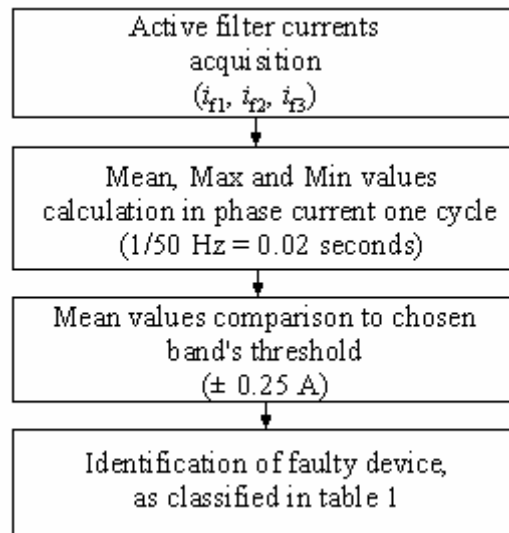 Active filter currents
acquisition
(if1, if2, if3)
Mean, Max and Min values
calculation in phase current one cycle
(1/50 Hz = 0.02 seconds)
Mean values comparison to chosen
band's threshold
(± 0.25 A)
Identification of faulty device,
as classified in table 1